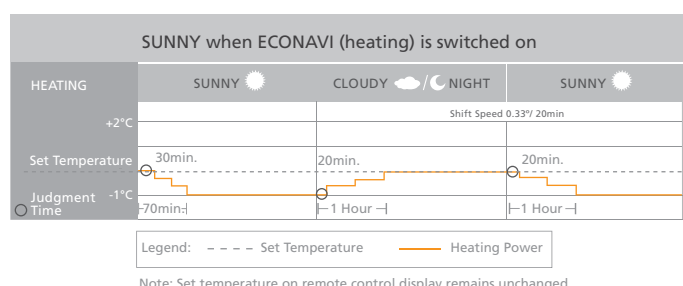 SUNNY when ECONAVI (heating) is switched on
HEATING
SUNNY
CLOUDY / NIGHT
SUNNY
Shift Speed 0.33º/ 20min
+2°C
Set Temperature
30min.
20min.
20min.
-1°C
Judgment
Time
70min.
1 Hour
1 Hour
Legend: Set Temperature Heating Power
Note: Set temperature on remote control display remains unchanged